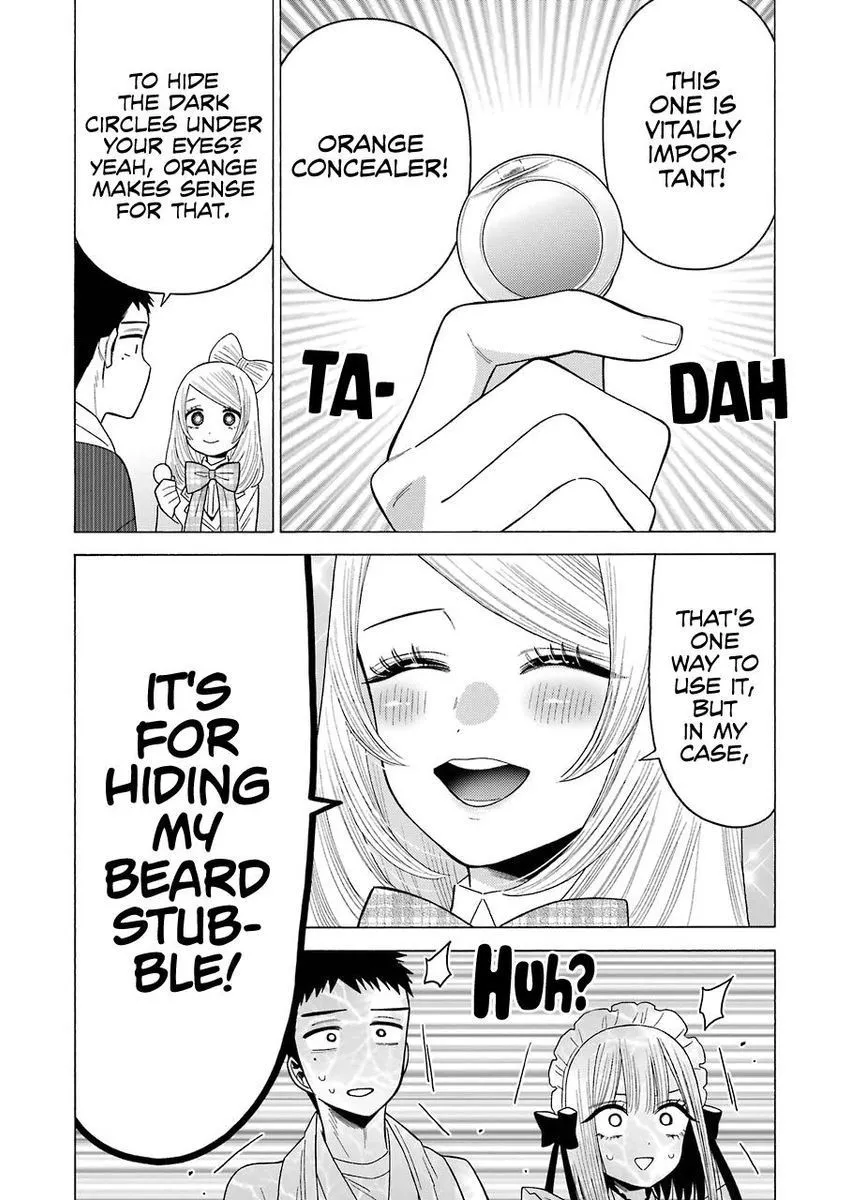 THIS
ONE IS
VITALLY
IMPOR-
TANT!
ORANGE
CONCEALER!
TA-
DAH
TO HIDE
THE DARK
CIRCLES UNDER
YOUR EYES?
YEAH, ORANGE
MAKES SENSE
FOR THAT.
THAT'S
ONE
WAY TO
USE IT,
BUT
IN MY
CASE,
IT'S
FOR
HIDING
MY
BEARD
STUB-
BLE!
HUH?